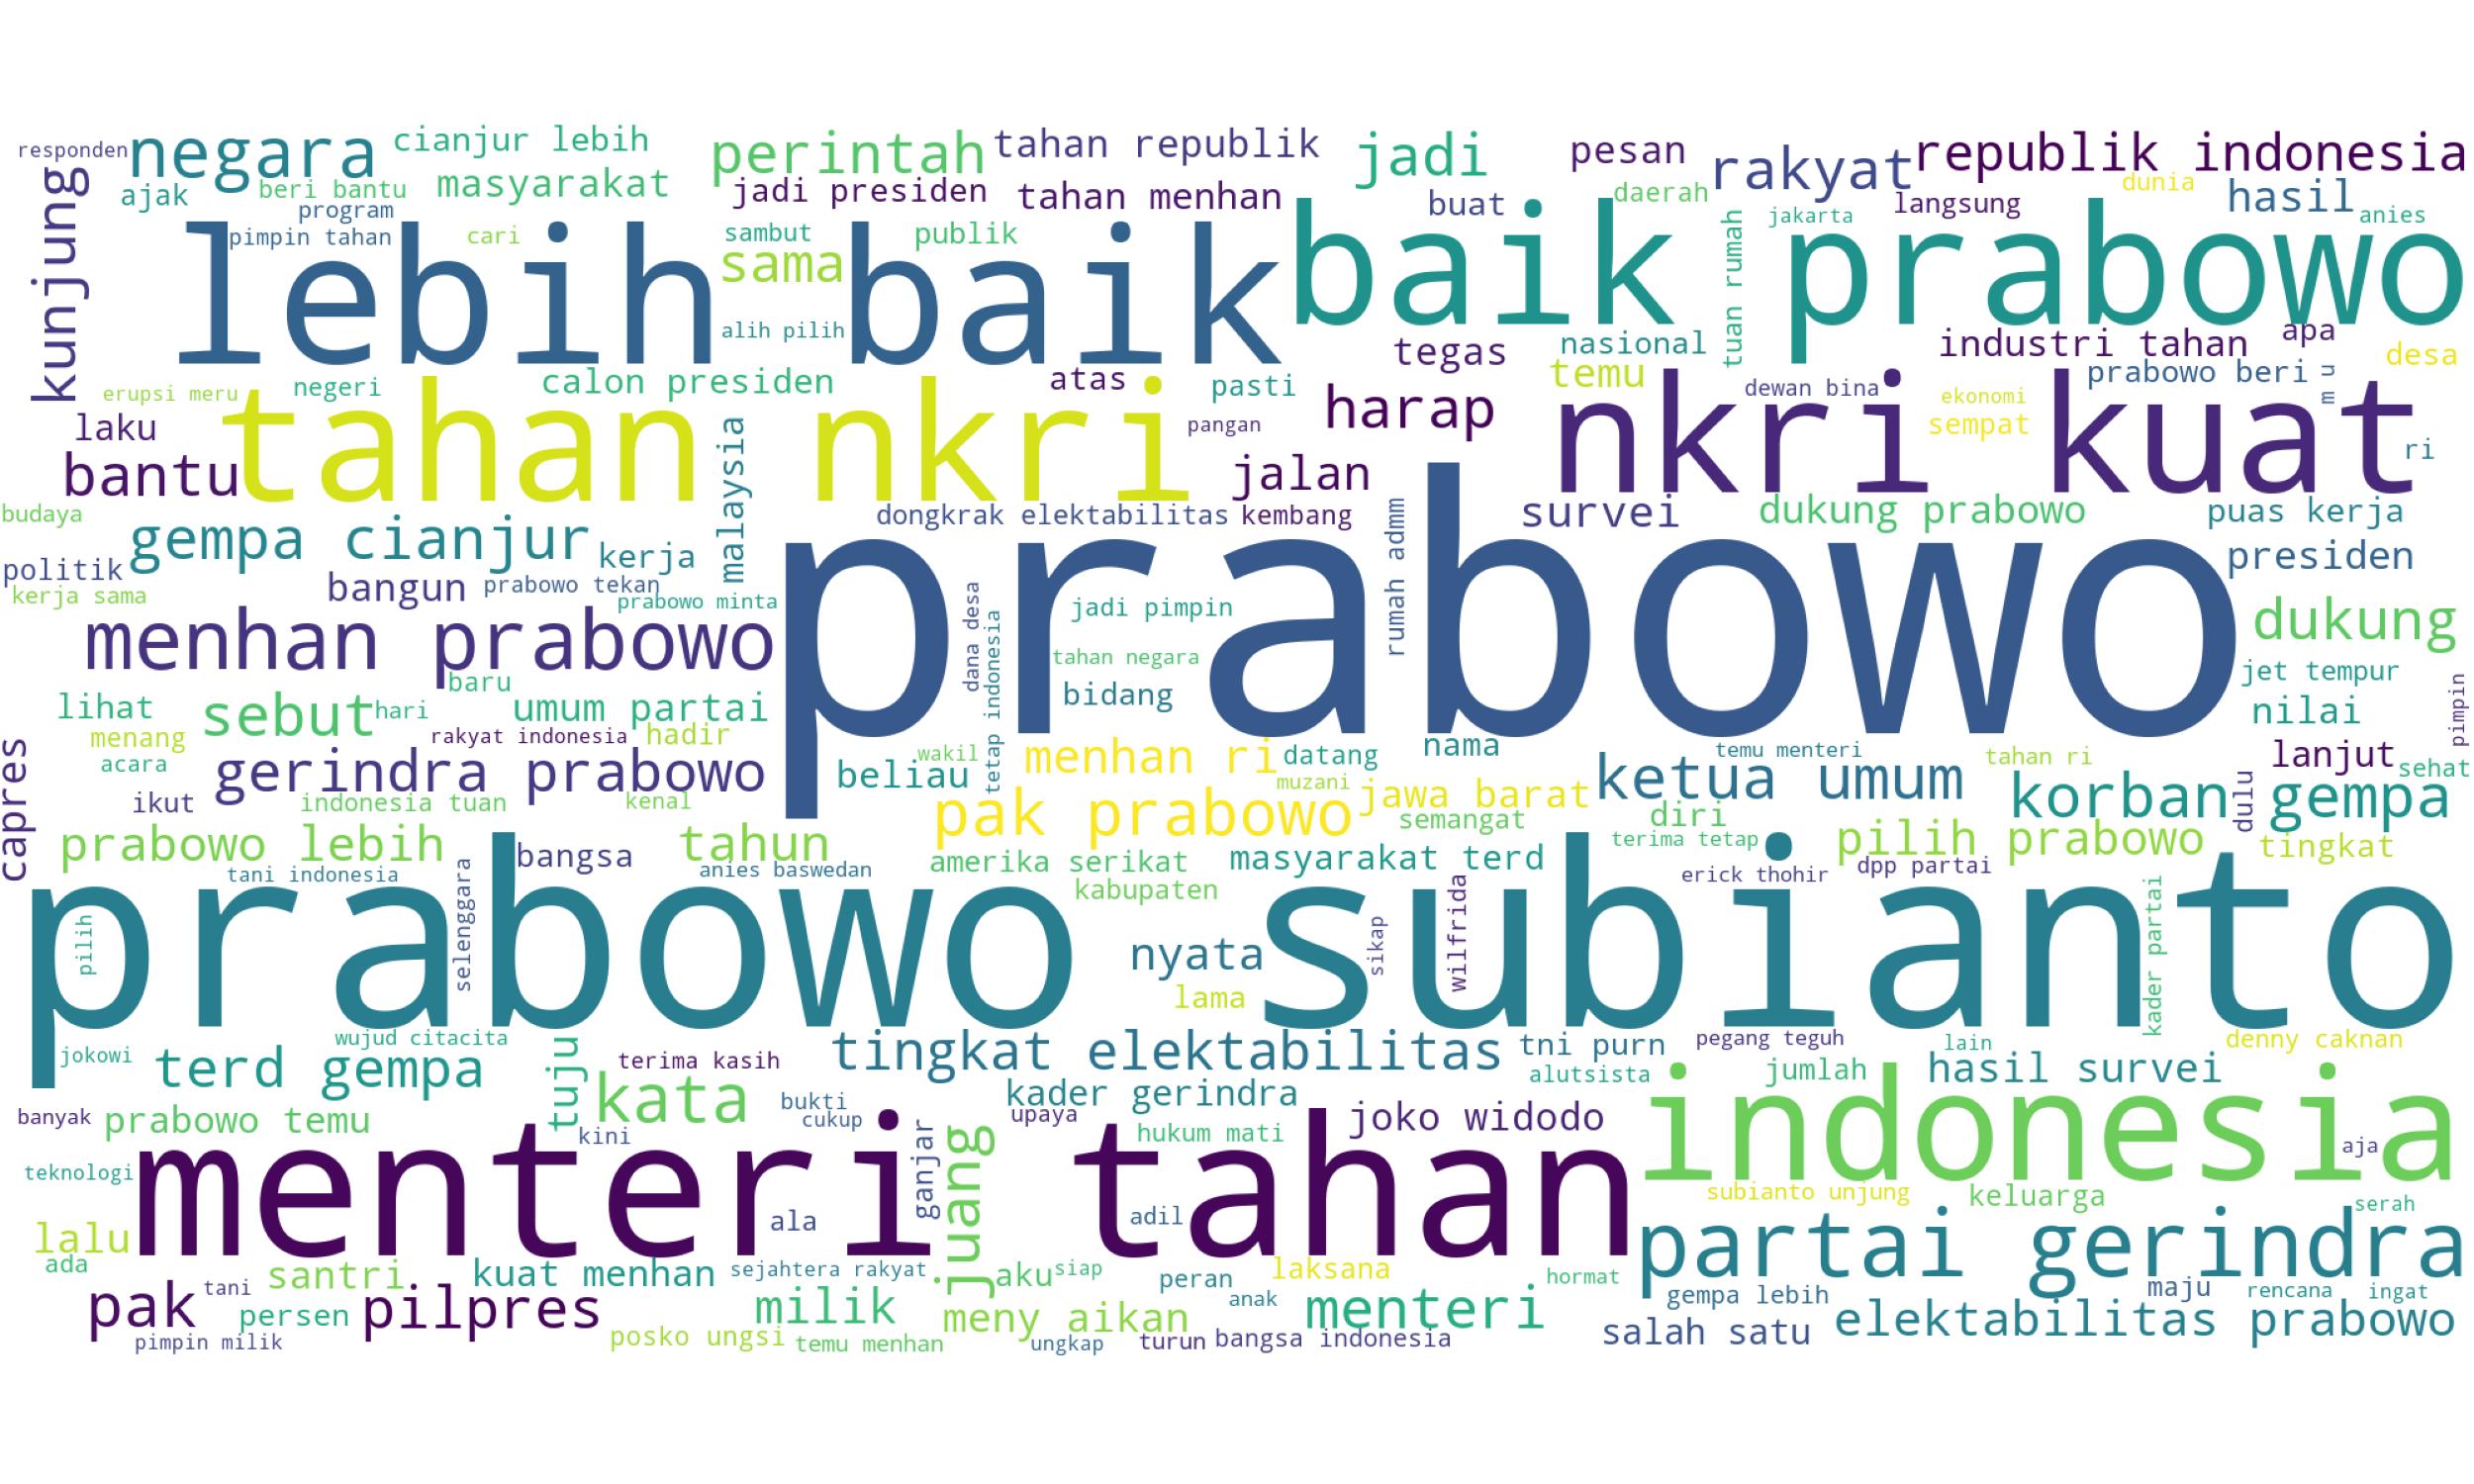 responden
negara
cianjur lebih
perintah
tahan republik
jadi
pesan
rakyat
republik indonesia
kunjung
ajak
beri bantu
masyarakat
jadi presiden
tahan menhan
buat
daerah
langsung
dunia
hasil
anies
program
pimpin tahan
cari
lebih baik
sambut
publik
sama
baik prabowo
tuan rumah
jakarta
alih pilih
tegas
nasional
industri tahan
apa
desa
erupsi meru
negeri
calon presiden
atas
pasti
temu
dewan bina
prabowo beri
m u
laku
tahan nkri
malaysia
pangan
harap
nkri kuat
ekonomi
sempat
ri
bantu
jalan
budaya
gempa cianjur
kerja
dongkrak elektabilitas
kembang
rumah admm
survei
dukung prabowo
puas kerja
politik
kerja sama
bangun
prabowo tekan
prabowo minta
prabowo
presiden
menhan prabowo
dana desa
tetap indonesia
jadi pimpin
tahan negara
bidang
dukung
baru
jet tempur
lihat
sebut
hari
umum partai
nilai
pimpin
capres
menang
acara
rakyat indonesia
hadir
gerindra prabowo
wakil
beliau
menhan ri
datang
nama
muzani
ketua umum
temu menteri
tahan ri
lanjut
sehat
ikut
indonesia tuan
kenal
pak prabowo
jawa barat
semangat
diri
korban gempa
dulu
prabowo lebih
tahun
bangsa
terima tetap
pilih prabowo
tingkat
tani indonesia
selenggara
anies baswedan
amerika serikat
kabupaten
masyarakat terd
erick thohir
dpp partai
prabowo subianto
pilih
nyata
lama
sikap
wilfrida
kader partai
wujud citacita
jokowi
terd gempa
tuju
terima kasih
tingkat elektabilitas
tni purn
pegang teguh
lain
denny caknan
alutsista
jumlah
hasil survei
kata
bukti
cukup
kader gerindra
upaya
banyak
prabowo temu
kini
ganjar
juang
hukum mati
joko widodo
indonesia
aja
teknologi
menteri tahan
ala
adil
subianto unjung
keluarga
serah
lalu
ada
santri
kuat menhan
sejahtera rakyat
aku
siap
peran
laksana
hormat
partai gerindra
pak
tani
persen
pilpres
milik
meny aikan
anak
menteri
gempa lebih
maju
rencana
ingat
pimpin milik
posko ungsi
temu menhan
ungkap
turun
bangsa indonesia
salah satu
elektabilitas prabowo